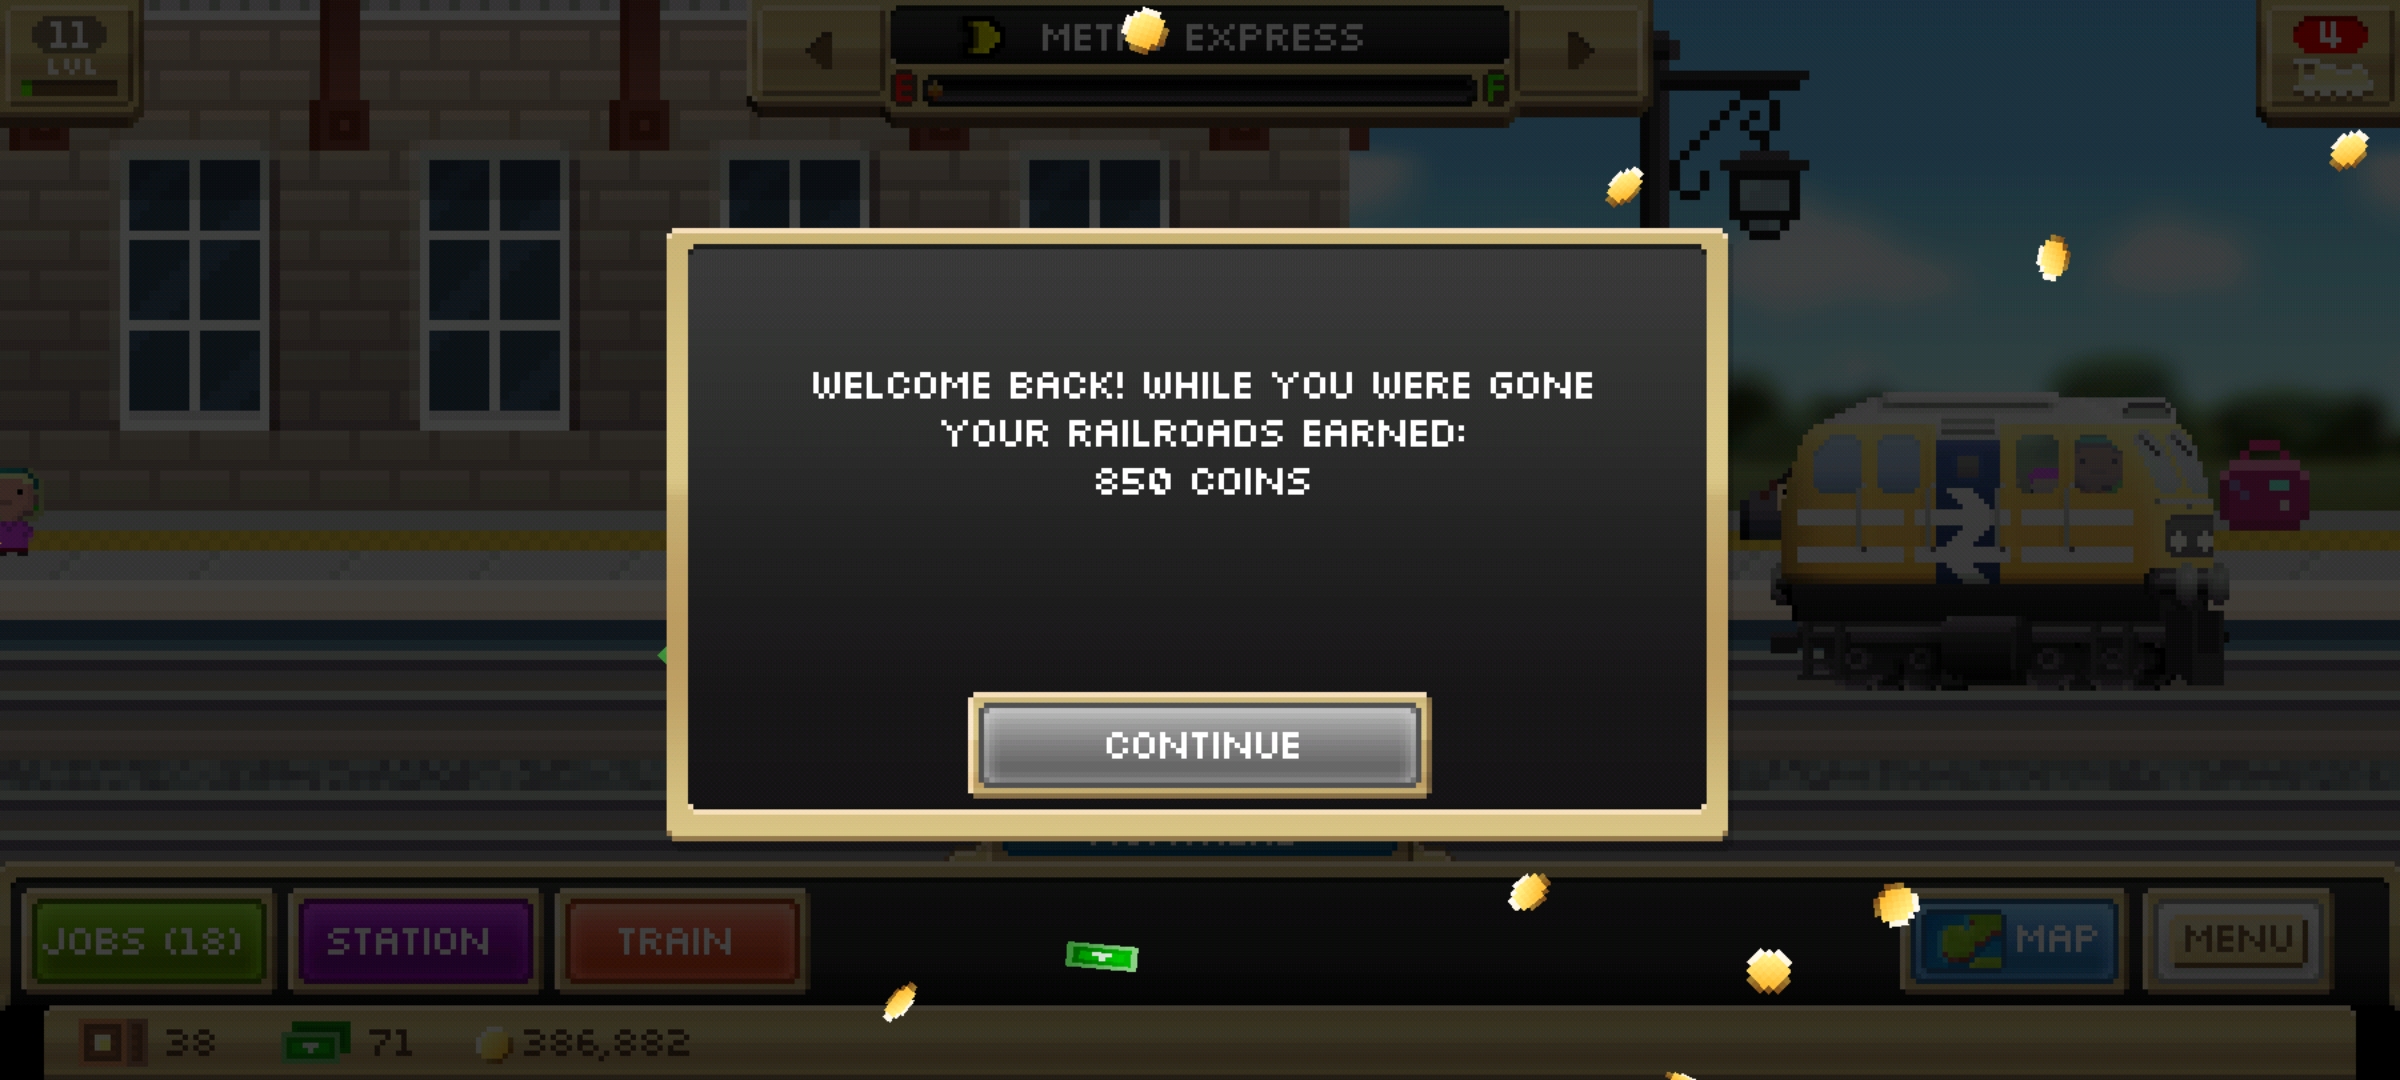 11
LVL
MET EXPRESS
E F
4
WELCOME BACK! WHILE YOU WERE GONE
YOUR RAILROADS EARNED:
850 COINS
CONTINUE
JOBS (18)
STATION
TRAIN
MAP
MENU
38
71
386,882